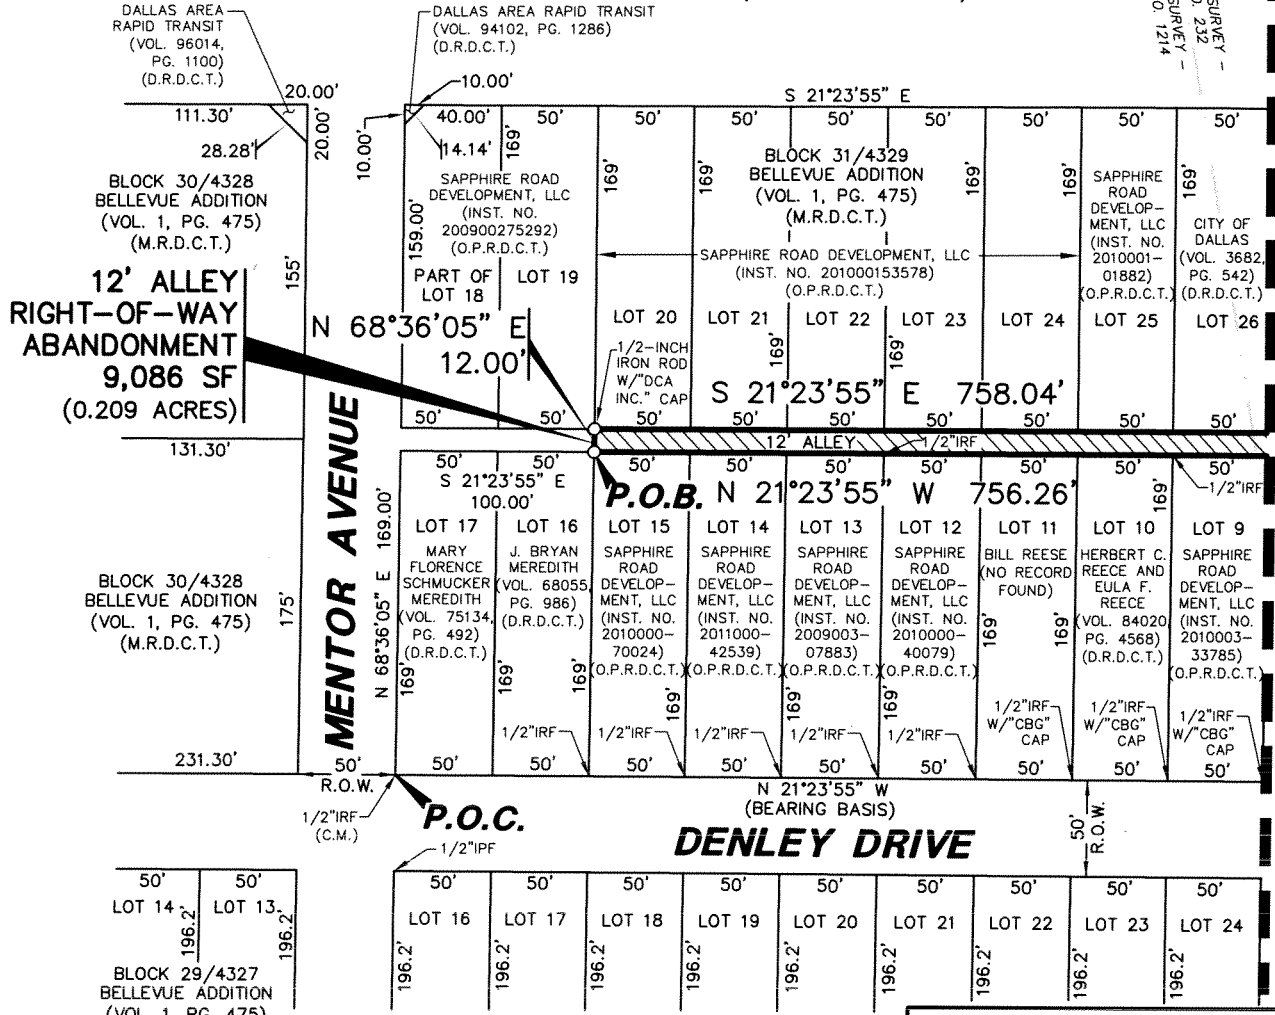 DALLAS AREA
RAPID TRANSIT
(VOL. 96014,
PG. 1100)
(D.R.D.C.T.)
DALLAS AREA RAPID TRANSIT
(VOL. 94102, PG. 1286)
(D.R.D.C.T.)
SURVEY -
232
SURVEY -
O. 1214
20.00'
10.00'
S 21°23'55" E
111.30'
20.00'
10.00'
40.00'
50'
50'
50'
50'
50'
50'
50'
28.28'
14.14'
169'
169'
169'
169'
169'
169'
BLOCK 30/4328
BELLEVUE ADDITION
(VOL. 1, PG. 475)
(M.R.D.C.T.)
SAPPHIRE ROAD
DEVELOPMENT, LLC
(INST. NO.
200900275292)
(O.P.R.D.C.T.)
BLOCK 31/4329
BELLEVUE ADDITION
(VOL. 1, PG. 475)
(M.R.D.C.T.)
SAPPHIRE
ROAD
DEVELOP-
MENT, LLC
(INST. NO.
2010001-
01882)
(O.P.R.D.C.T.)
CITY OF
DALLAS
(VOL. 3682,
PG. 542)
(D.R.D.C.T.)
159.00'
155'
SAPPHIRE ROAD DEVELOPMENT, LLC
(INST. NO. 201000153578)
(O.P.R.D.C.T.)
PART OF
LOT 18
LOT 19
LOT 20
LOT 21
LOT 22
LOT 23
LOT 24
LOT 25
LOT 26
12' ALLEY
RIGHT-OF-WAY
ABANDONMENT
9,086 SF
(0.209 ACRES)
N 68°36'05" E
12.00'
1/2-INCH
IRON ROD
W/"DCA
INC." CAP
169'
169'
S 21°23'55" E 758.04'
50'
50'
50'
50'
50'
50'
50'
50'
50'
12' ALLEY
1/2"IRF
131.30'
50'
50'
50'
50'
50'
50'
50'
50'
50'
S 21°23'55" E
100.00'
P.O.B.
N 21°23'55" W 756.26'
169'
1/2"IRF
MENTOR AVENUE
N 68°36'05" E 169.00'
LOT 17
LOT 16
LOT 15
LOT 14
LOT 13
LOT 12
LOT 11
LOT 10
LOT 9
MARY
FLORENCE
SCHMUCKER
MEREDITH
(VOL. 75134,
PG. 492)
(D.R.D.C.T.)
J. BRYAN
MEREDITH
(VOL. 68055,
PG. 986)
(D.R.D.C.T.)
SAPPHIRE
ROAD
DEVELOP-
MENT, LLC
(INST. NO.
2010000-
70024)
(O.P.R.D.C.T.)
SAPPHIRE
ROAD
DEVELOP-
MENT, LLC
(INST. NO.
2011000-
42539)
(O.P.R.D.C.T.)
SAPPHIRE
ROAD
DEVELOP-
MENT, LLC
(INST. NO.
2009003-
07883)
(O.P.R.D.C.T.)
SAPPHIRE
ROAD
DEVELOP-
MENT, LLC
(INST. NO.
2010000-
40079)
(O.P.R.D.C.T.)
BILL REESE
(NO RECORD
FOUND)
HERBERT C.
REECE AND
EULA F.
REECE
(VOL. 84020,
PG. 4568)
(D.R.D.C.T.)
SAPPHIRE
ROAD
DEVELOP-
MENT, LLC
(INST. NO.
2010003-
33785)
(O.P.R.D.C.T.)
BLOCK 30/4328
BELLEVUE ADDITION
(VOL. 1, PG. 475)
(M.R.D.C.T.)
175'
169'
169'
169'
169'
169'
169'
169'
169'
1/2"IRF
1/2"IRF
1/2"IRF
1/2"IRF
1/2"IRF
W/"CBG"
CAP
1/2"IRF
W/"CBG"
CAP
1/2"IRF
W/"CBG"
CAP
231.30'
50'
R.O.W.
50'
50'
50'
50'
50'
50'
50'
50'
50'
1/2"IRF
(C.M.)
P.O.C.
N 21°23'55" W
(BEARING BASIS)
DENLEY DRIVE
50'
R.O.W.
1/2"IPF
50'
50'
50'
50'
50'
50'
50'
50'
50'
50'
50'
LOT 14
LOT 13
LOT 16
LOT 17
LOT 18
LOT 19
LOT 20
LOT 21
LOT 22
LOT 23
LOT 24
196.2'
196.2'
196.2'
196.2'
196.2'
196.2'
196.2'
196.2'
196.2'
196.2'
196.2'
BLOCK 29/4327
BELLEVUE ADDITION
(VOL. 1, PG. 475)